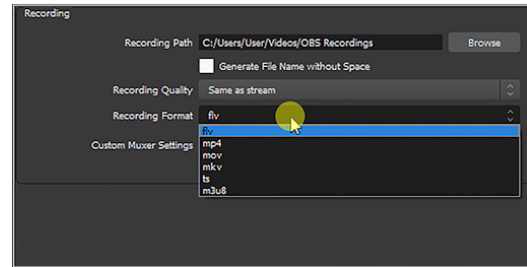 Recording
Recording Path C:/Users/User/Videos/OBS Recordings Browse
Generate File Name without Space
Recording Quality Same as stream
Recording Format flv
flv
Custom Muxer Settings mp4
mov
mkv
ts
m3u8